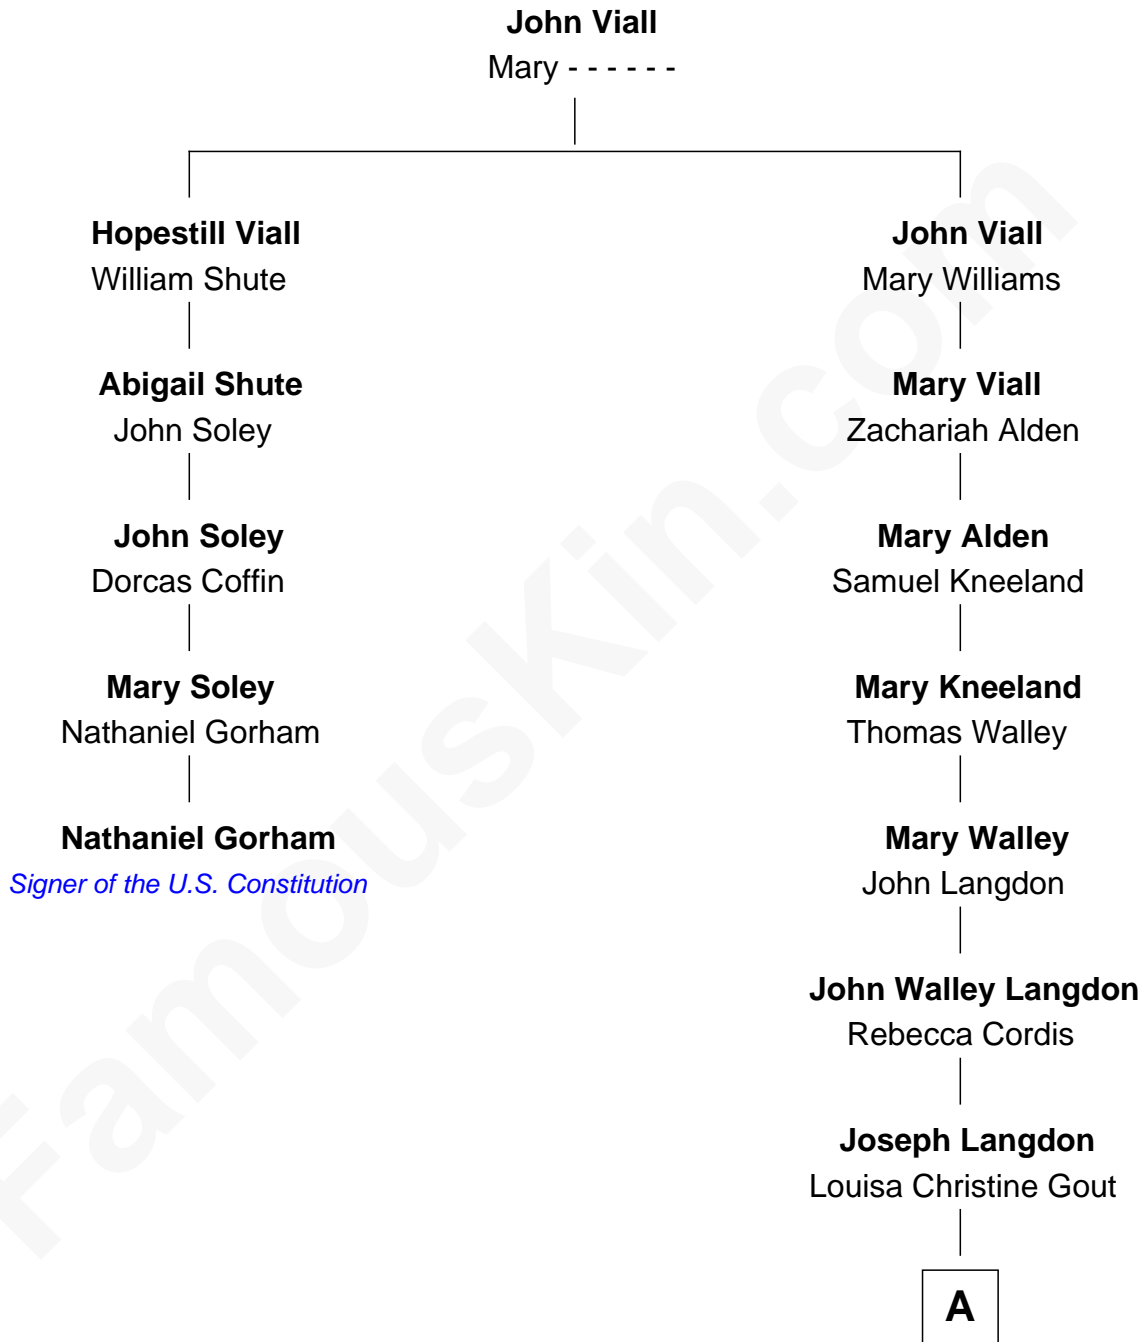 John Viall
Mary - - - - - -
Hopestill Viall
William Shute
Abigail Shute
John Soley
John Soley
Dorcas Coffin
Mary Soley
Nathaniel Gorham
Nathaniel Gorham
Signer of the U.S. Constitution
John Viall
Mary Williams
Mary Viall
Zachariah Alden
Mary Alden
Samuel Kneeland
Mary Kneeland
Thomas Walley
Mary Walley
John Langdon
John Walley Langdon
Rebecca Cordis
Joseph Langdon
Louisa Christine Gout
A
FamousKin.com